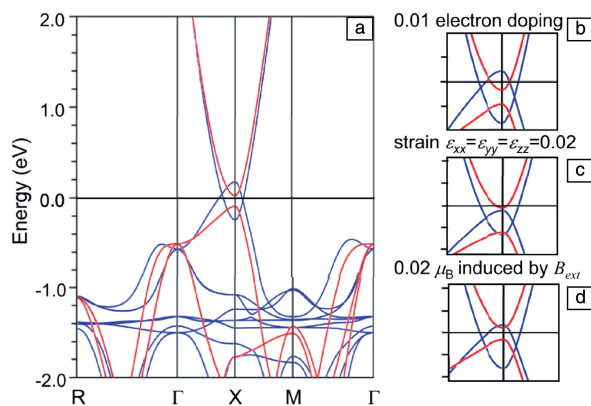 a
2.0
1.0
0.0
-1.0
-2.0
Energy (eV)
R Γ X M Γ
0.01 electron doping b
strain εxx=εyy=εzz=0.02
c
0.02 μB induced by Bext
d